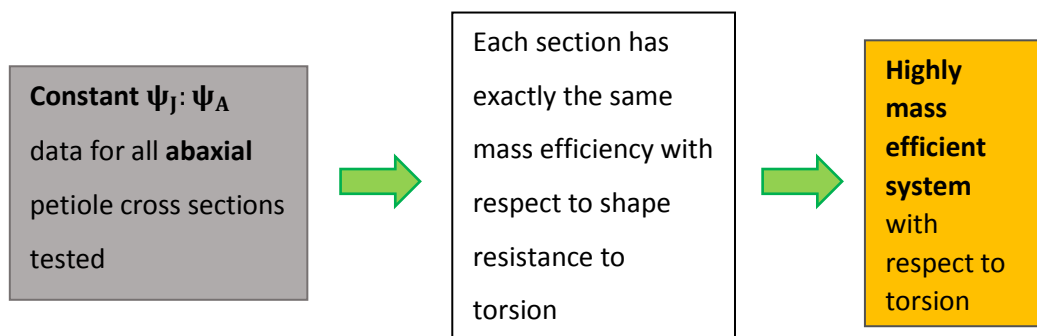 Constant ψJ: ψA
data for all abaxial
petiole cross sections
tested
Each section has
exactly the same
mass efficiency with
respect to shape
resistance to
torsion
Highly
mass
efficient
system
with
respect to
torsion